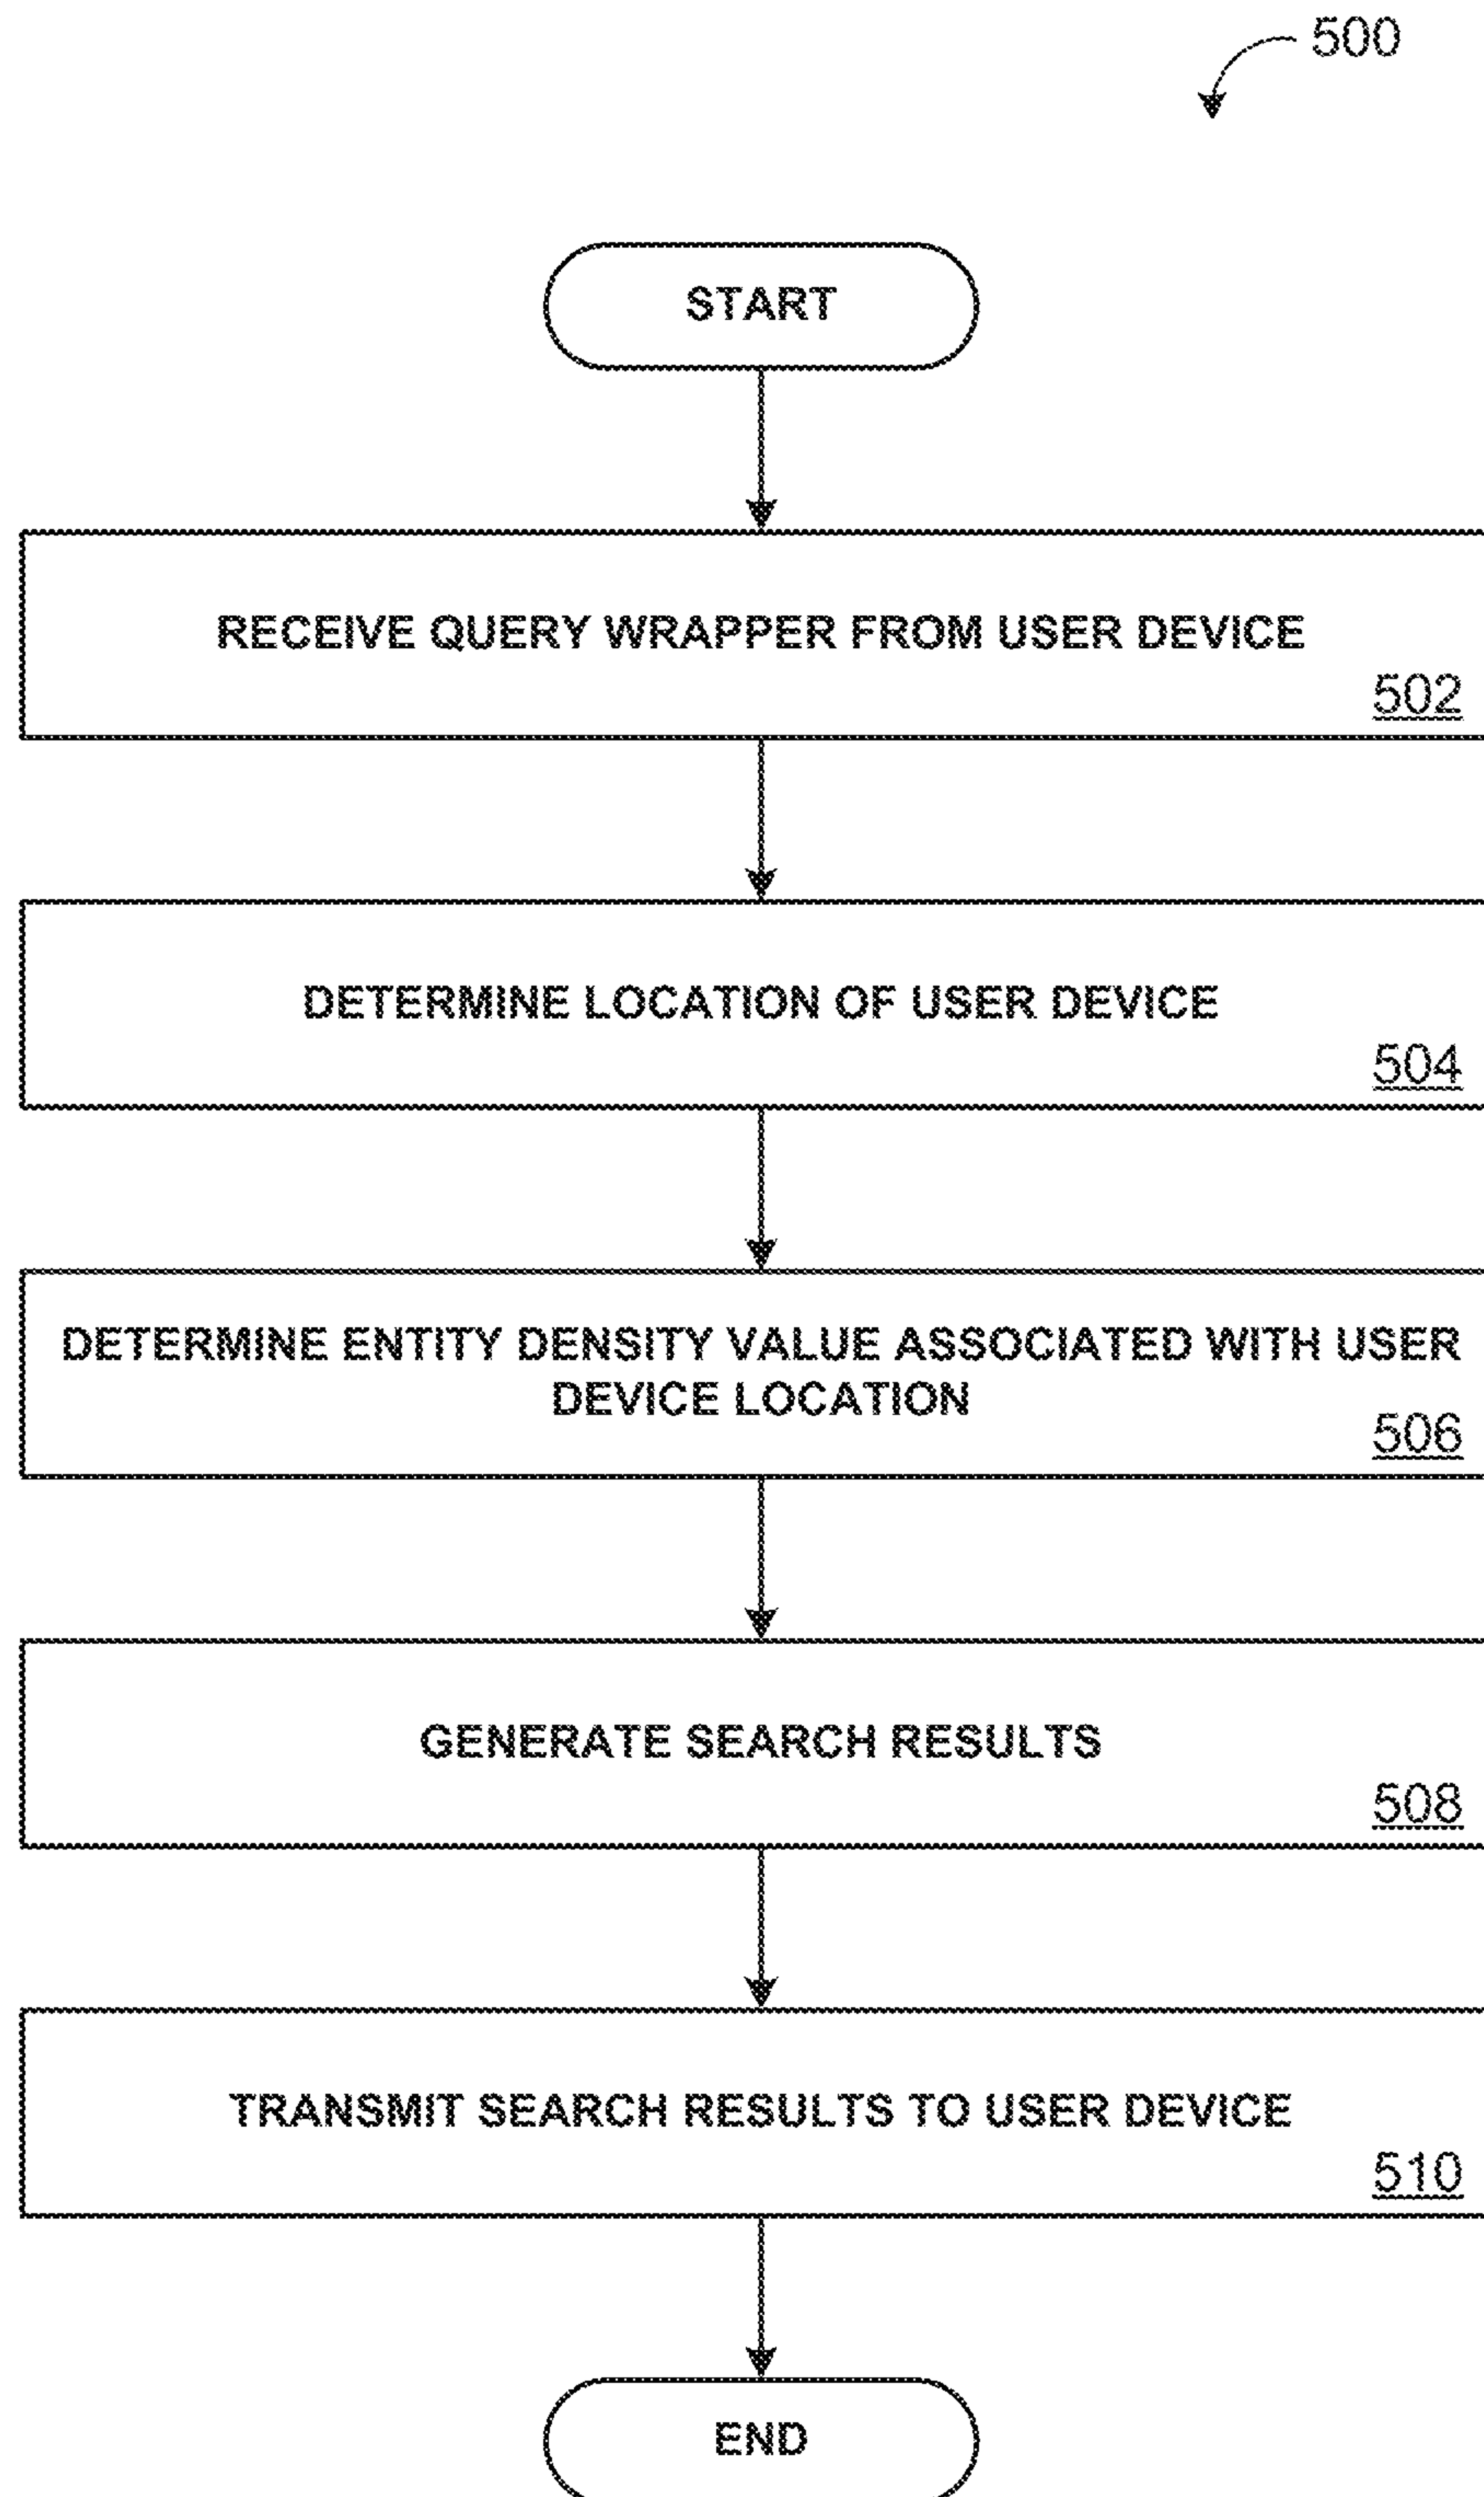 500
START
RECEIVE QUERY WRAPPER FROM USER DEVICE
502
DETERMINE LOCATION OF USER DEVICE
504
DETERMINE ENTITY DENSITY VALUE ASSOCIATED WITH USER
DEVICE LOCATION
506
GENERATE SEARCH RESULTS
508
TRANSMIT SEARCH RESULTS TO USER DEVICE
510
END